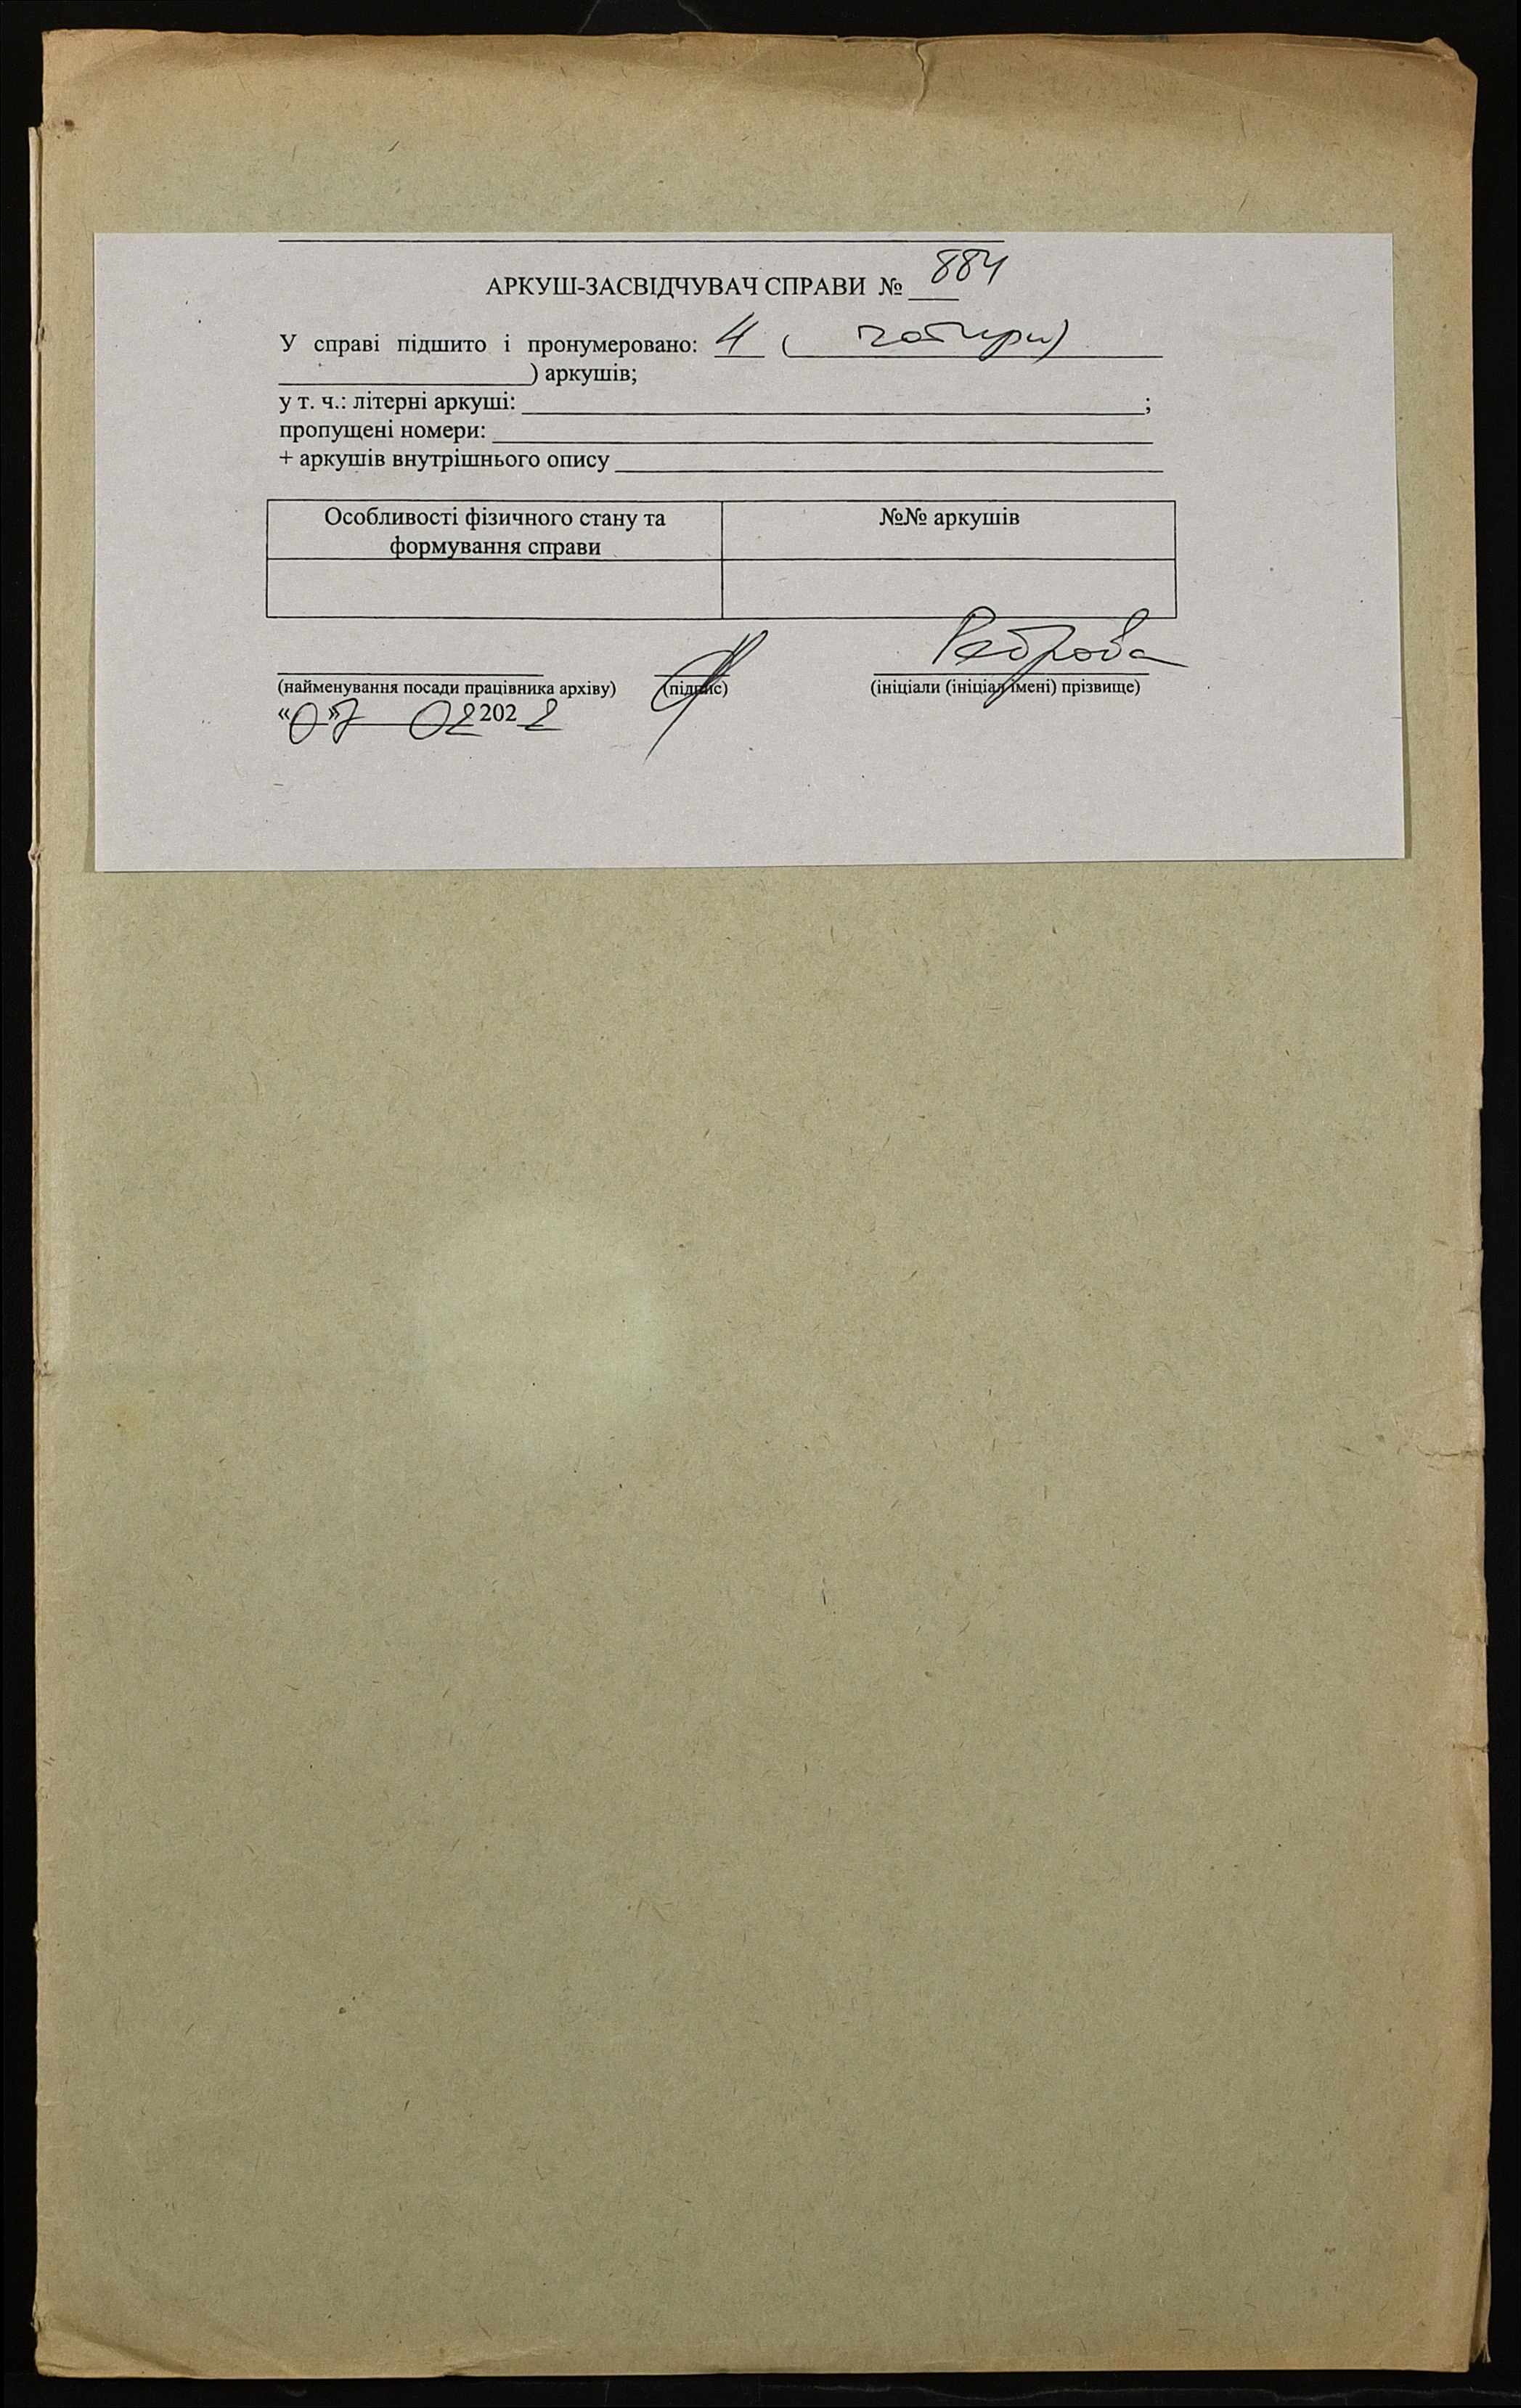 АРКУШ-ЗАСВІДЧУВАЧ СПРАВИ № 884
У справі підшито і пронумеровано: 4 ( чотири)
) аркушів;
у т. ч.: літерні аркуші: ;
пропущені номери:
+ аркушів внутрішнього опису
Особливості фізичного стану та формування справи
№№ аркушів
Реброва
(найменування посади працівника архіву) (підпис) (ініціали (ініціал імені) прізвище)
«07» 02 2022